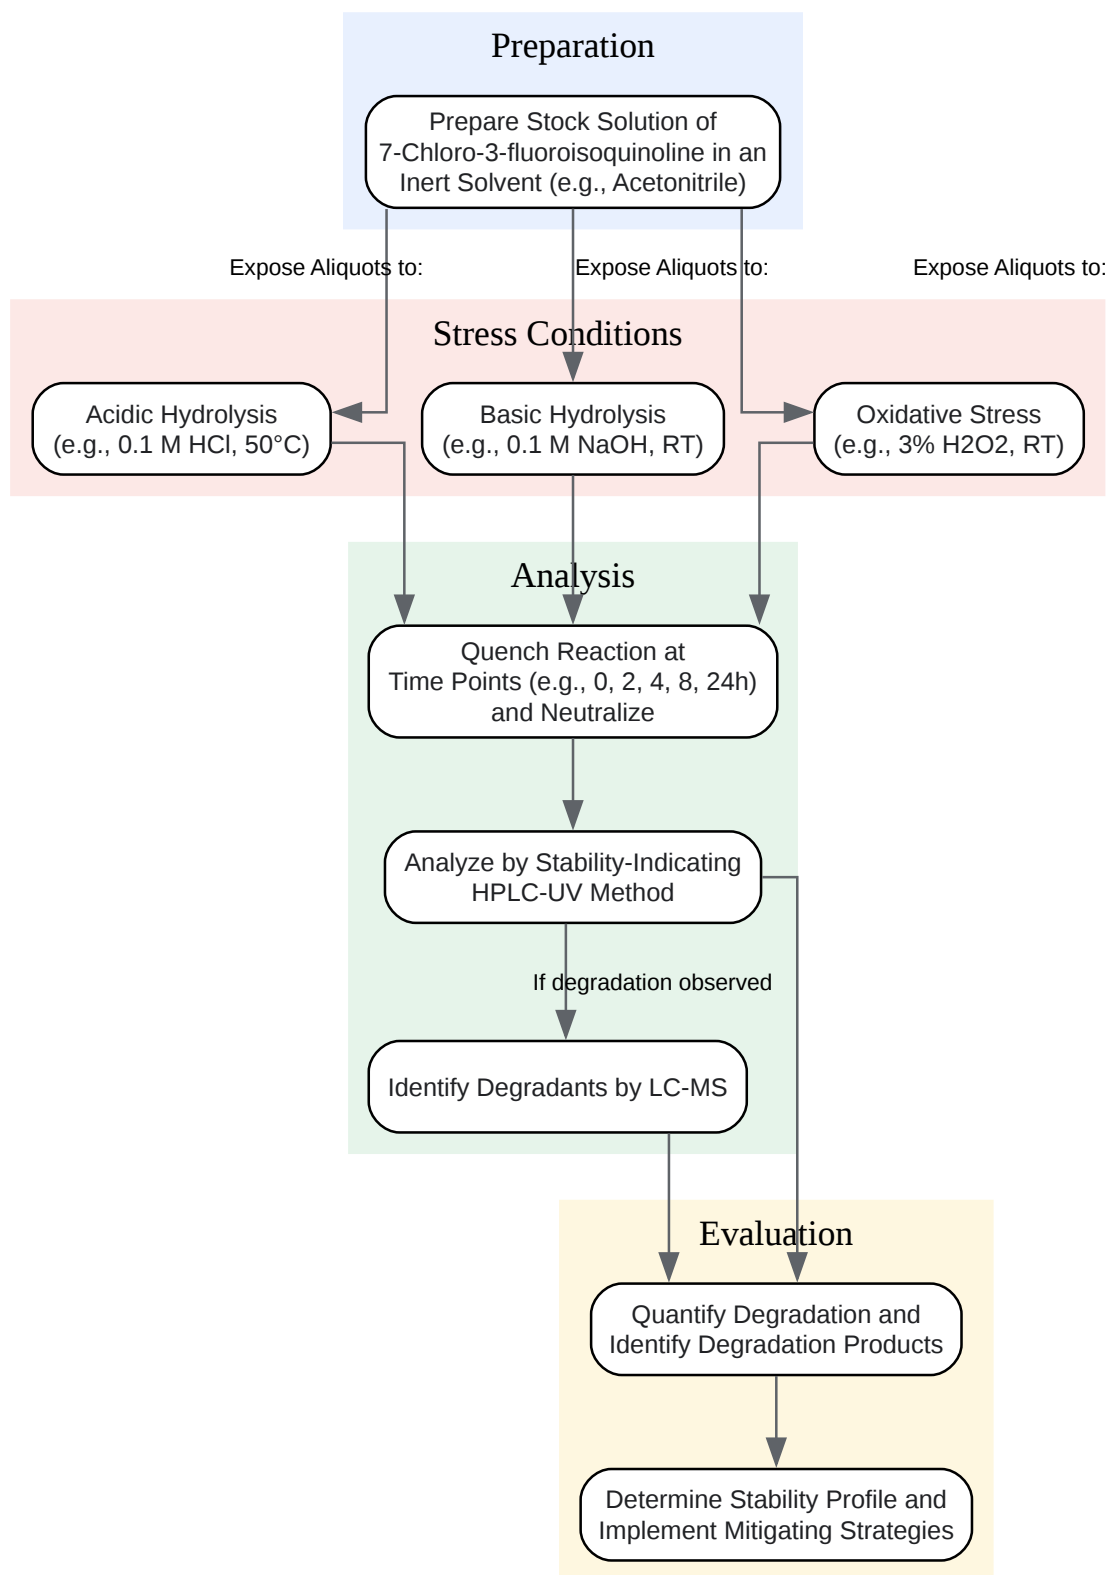 Preparation
Prepare Stock Solution of
7-Chloro-3-fluoroisoquinoline in an
Inert Solvent (e.g., Acetonitrile)
Expose Aliquots to:
Expose Aliquots to:
Expose Aliquots to:
Stress Conditions
Acidic Hydrolysis
(e.g., 0.1 M HCl, 50°C)
Basic Hydrolysis
(e.g., 0.1 M NaOH, RT)
Oxidative Stress
(e.g., 3% H2O2, RT)
Analysis
Quench Reaction at
Time Points (e.g., 0, 2, 4, 8, 24h)
and Neutralize
Analyze by Stability-Indicating
HPLC-UV Method
If degradation observed
Identify Degradants by LC-MS
Evaluation
Quantify Degradation and
Identify Degradation Products
Determine Stability Profile and
Implement Mitigating Strategies